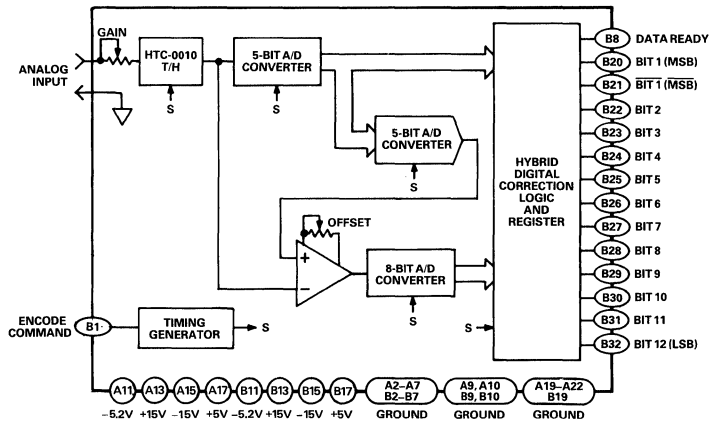 GAIN
ANALOG
INPUT
HTC-0010
T/H
S
5-BIT A/D
CONVERTER
S
5-BIT A/D
CONVERTER
S
OFFSET
+
−
8-BIT A/D
CONVERTER
S
HYBRID
DIGITAL
CORRECTION
LOGIC
AND
REGISTER
S
ENCODE
COMMAND
B1
TIMING
GENERATOR
S
B8 DATA READY
B20 BIT 1 (MSB)
B21 BIT 1 (MSB)
B22 BIT 2
B23 BIT 3
B24 BIT 4
B25 BIT 5
B26 BIT 6
B27 BIT 7
B28 BIT 8
B29 BIT 9
B30 BIT 10
B31 BIT 11
B32 BIT 12 (LSB)
A11 A13 A15 A17 B11 B13 B15 B17
−5.2V +15V −15V +5V −5.2V +15V −15V +5V
A2–A7
B2–B7
GROUND
A9, A10
B9, B10
GROUND
A19–A22
B19
GROUND